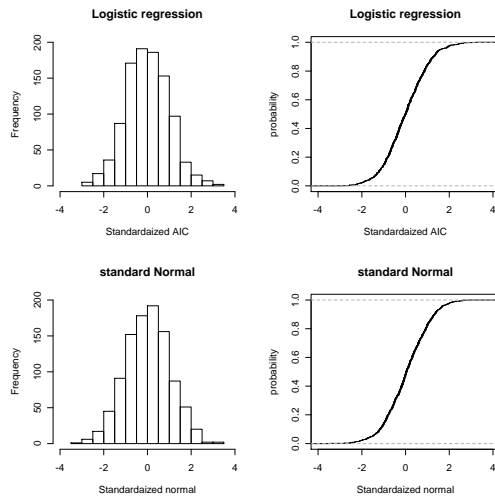 Logistic regression
Frequency
0 50 100 150 200
-4 -2 0 2 4
Standardaized AIC
Logistic regression
probability
0.0 0.2 0.4 0.6 0.8 1.0
-4 -2 0 2 4
Standardaized AIC
standard Normal
Frequency
0 50 100 150 200
-4 -2 0 2 4
Standardaized normal
standard Normal
probability
0.0 0.2 0.4 0.6 0.8 1.0
-4 -2 0 2 4
Standardaized normal